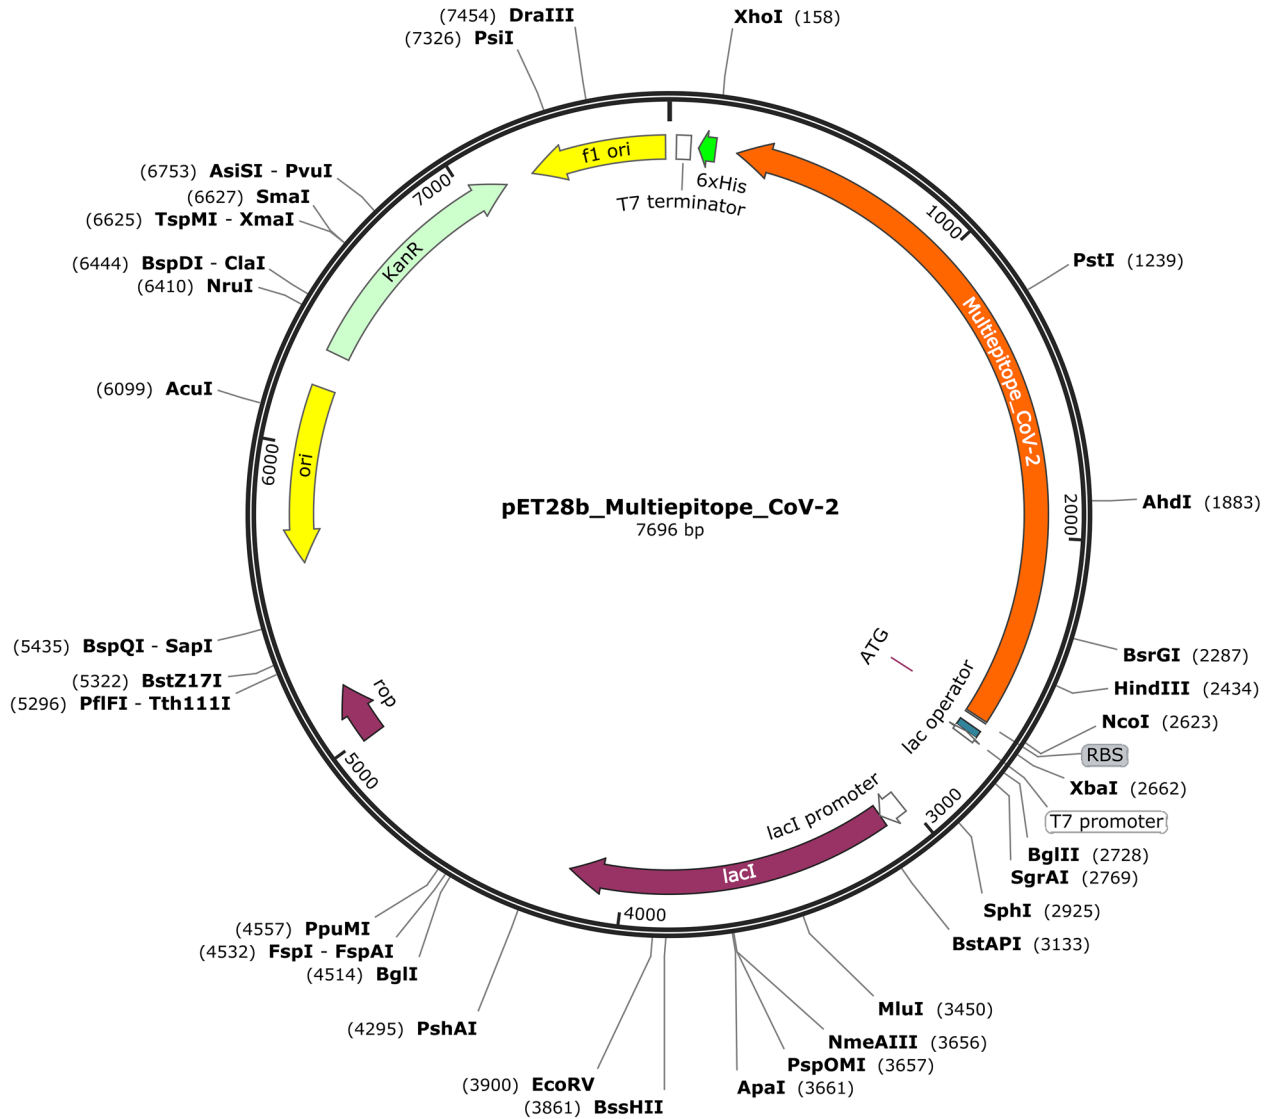 (7454) DraIII
XhoI (158)
(7326) PsiI
f1 ori
6xHis
T7 terminator
(6753) AsiSI - PvuI
7000
(6627) SmaI
(6625) TspMI - XmaI
1000
KanR
(6444) BspDI - ClaI
PstI (1239)
(6410) NruI
Multiepitope_CoV-2
(6099) AcuI
6000
ori
pET28b_Multiepitope_CoV-2
7696 bp
AhdI (1883)
2000
ATG
(5435) BspQI - SapI
BsrGI (2287)
(5322) BstZ17I
HindIII (2434)
(5296) PflFI - Tth111I
rop
lac operator
NcoI (2623)
RBS
5000
XbaI (2662)
lacI promoter
3000
T7 promoter
BglII (2728)
lacI
SgrAI (2769)
4000
SphI (2925)
(4557) PpuMI
BstAPI (3133)
(4532) FspI - FspAI
(4514) BglI
MluI (3450)
(4295) PshAI
NmeAIII (3656)
PspOMI (3657)
(3900) EcoRV
ApaI (3661)
(3861) BssHII